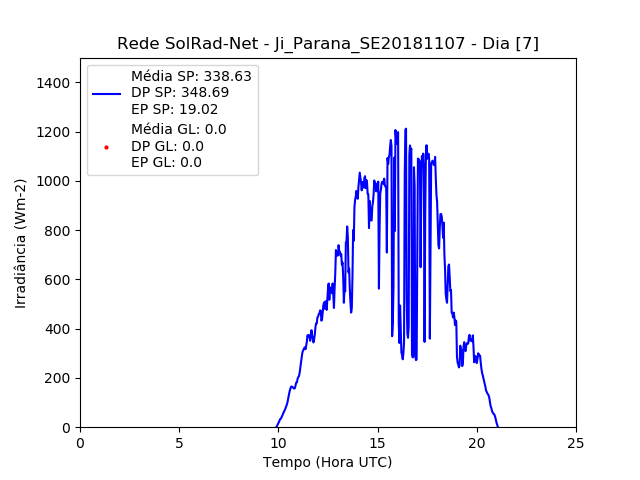 Rede SolRad-Net - Ji_Parana_SE20181107 - Dia [7]
Média SP: 338.63
DP SP: 348.69
EP SP: 19.02
Média GL: 0.0
DP GL: 0.0
EP GL: 0.0
Irradiância (Wm-2)
1400
1200
1000
800
600
400
200
0
0 5 10 15 20 25
Tempo (Hora UTC)